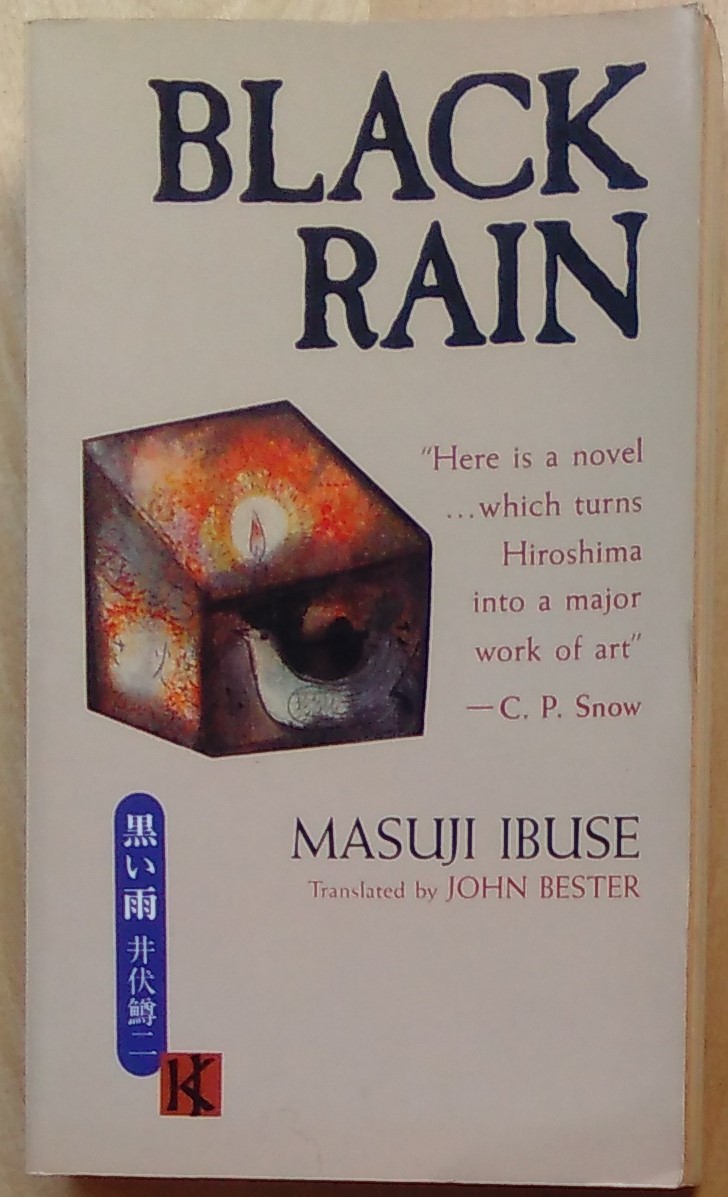 BLACK
RAIN
"Here is a novel
...which turns
Hiroshima
into a major
work of art"
—C. P. Snow
MASUJI IBUSE
Translated by JOHN BESTER
黒い雨 井伏鱒二
K